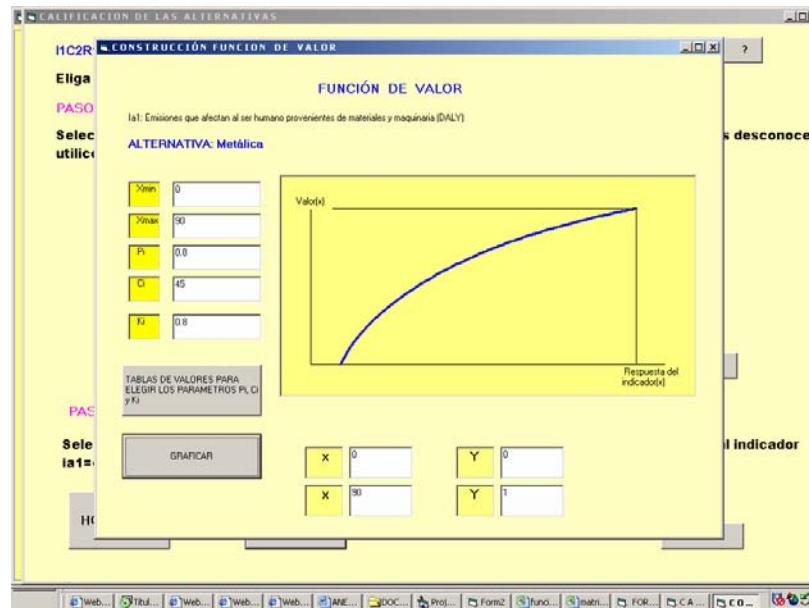 CALIFICACION DE LAS ALTERNATIVAS
I1C2R
CONSTRUCCIÓN FUNCION DE VALOR
?
Eliga
FUNCIÓN DE VALOR
PASO
Ia1: Emisiones que afectan al ser humano provenientes de materiales y maquinaria (DALY)
Selec
s desconoce
utilice
ALTERNATIVA: Metálica
Xmin 0
Xmax 90
Pi 0.8
Ci 45
Ki 0.8
Valor(x)
Respuesta del
indicador(x)
TABLAS DE VALORES PARA
ELEGIR LOS PARAMETROS Pi, Ci
y Ki
PAS
GRAFICAR
Sele
l indicador
ia1=
X 0 Y 0
X 90 Y 1
HO
Web... Titul... Web... Web... Web... ANE... DOC... Proj... Form2 funci... matri... FOR... C A ... C O ...